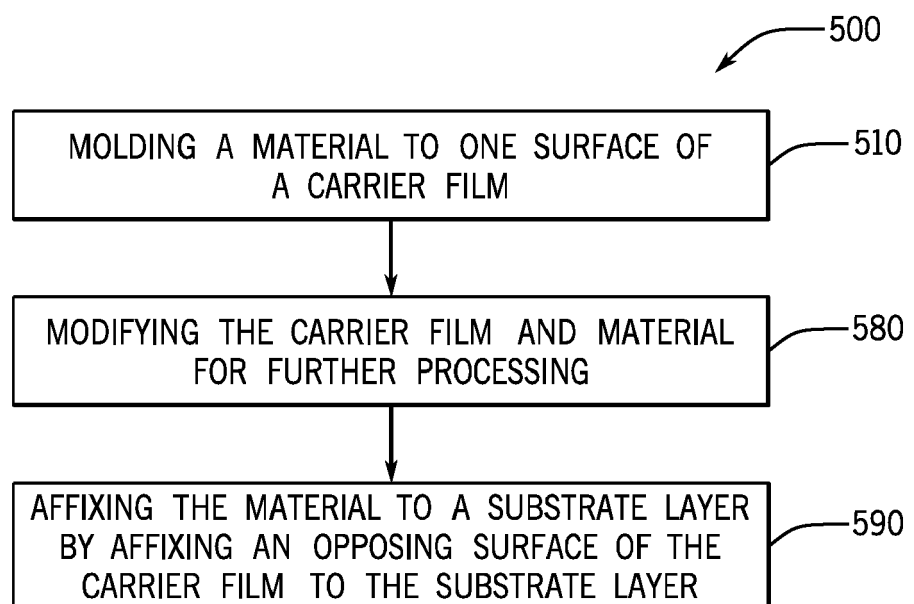 500
MOLDING A MATERIAL TO ONE SURFACE OF
A CARRIER FILM
510
MODIFYING THE CARRIER FILM AND MATERIAL
FOR FURTHER PROCESSING
580
AFFIXING THE MATERIAL TO A SUBSTRATE LAYER
BY AFFIXING AN OPPOSING SURFACE OF THE
CARRIER FILM TO THE SUBSTRATE LAYER
590